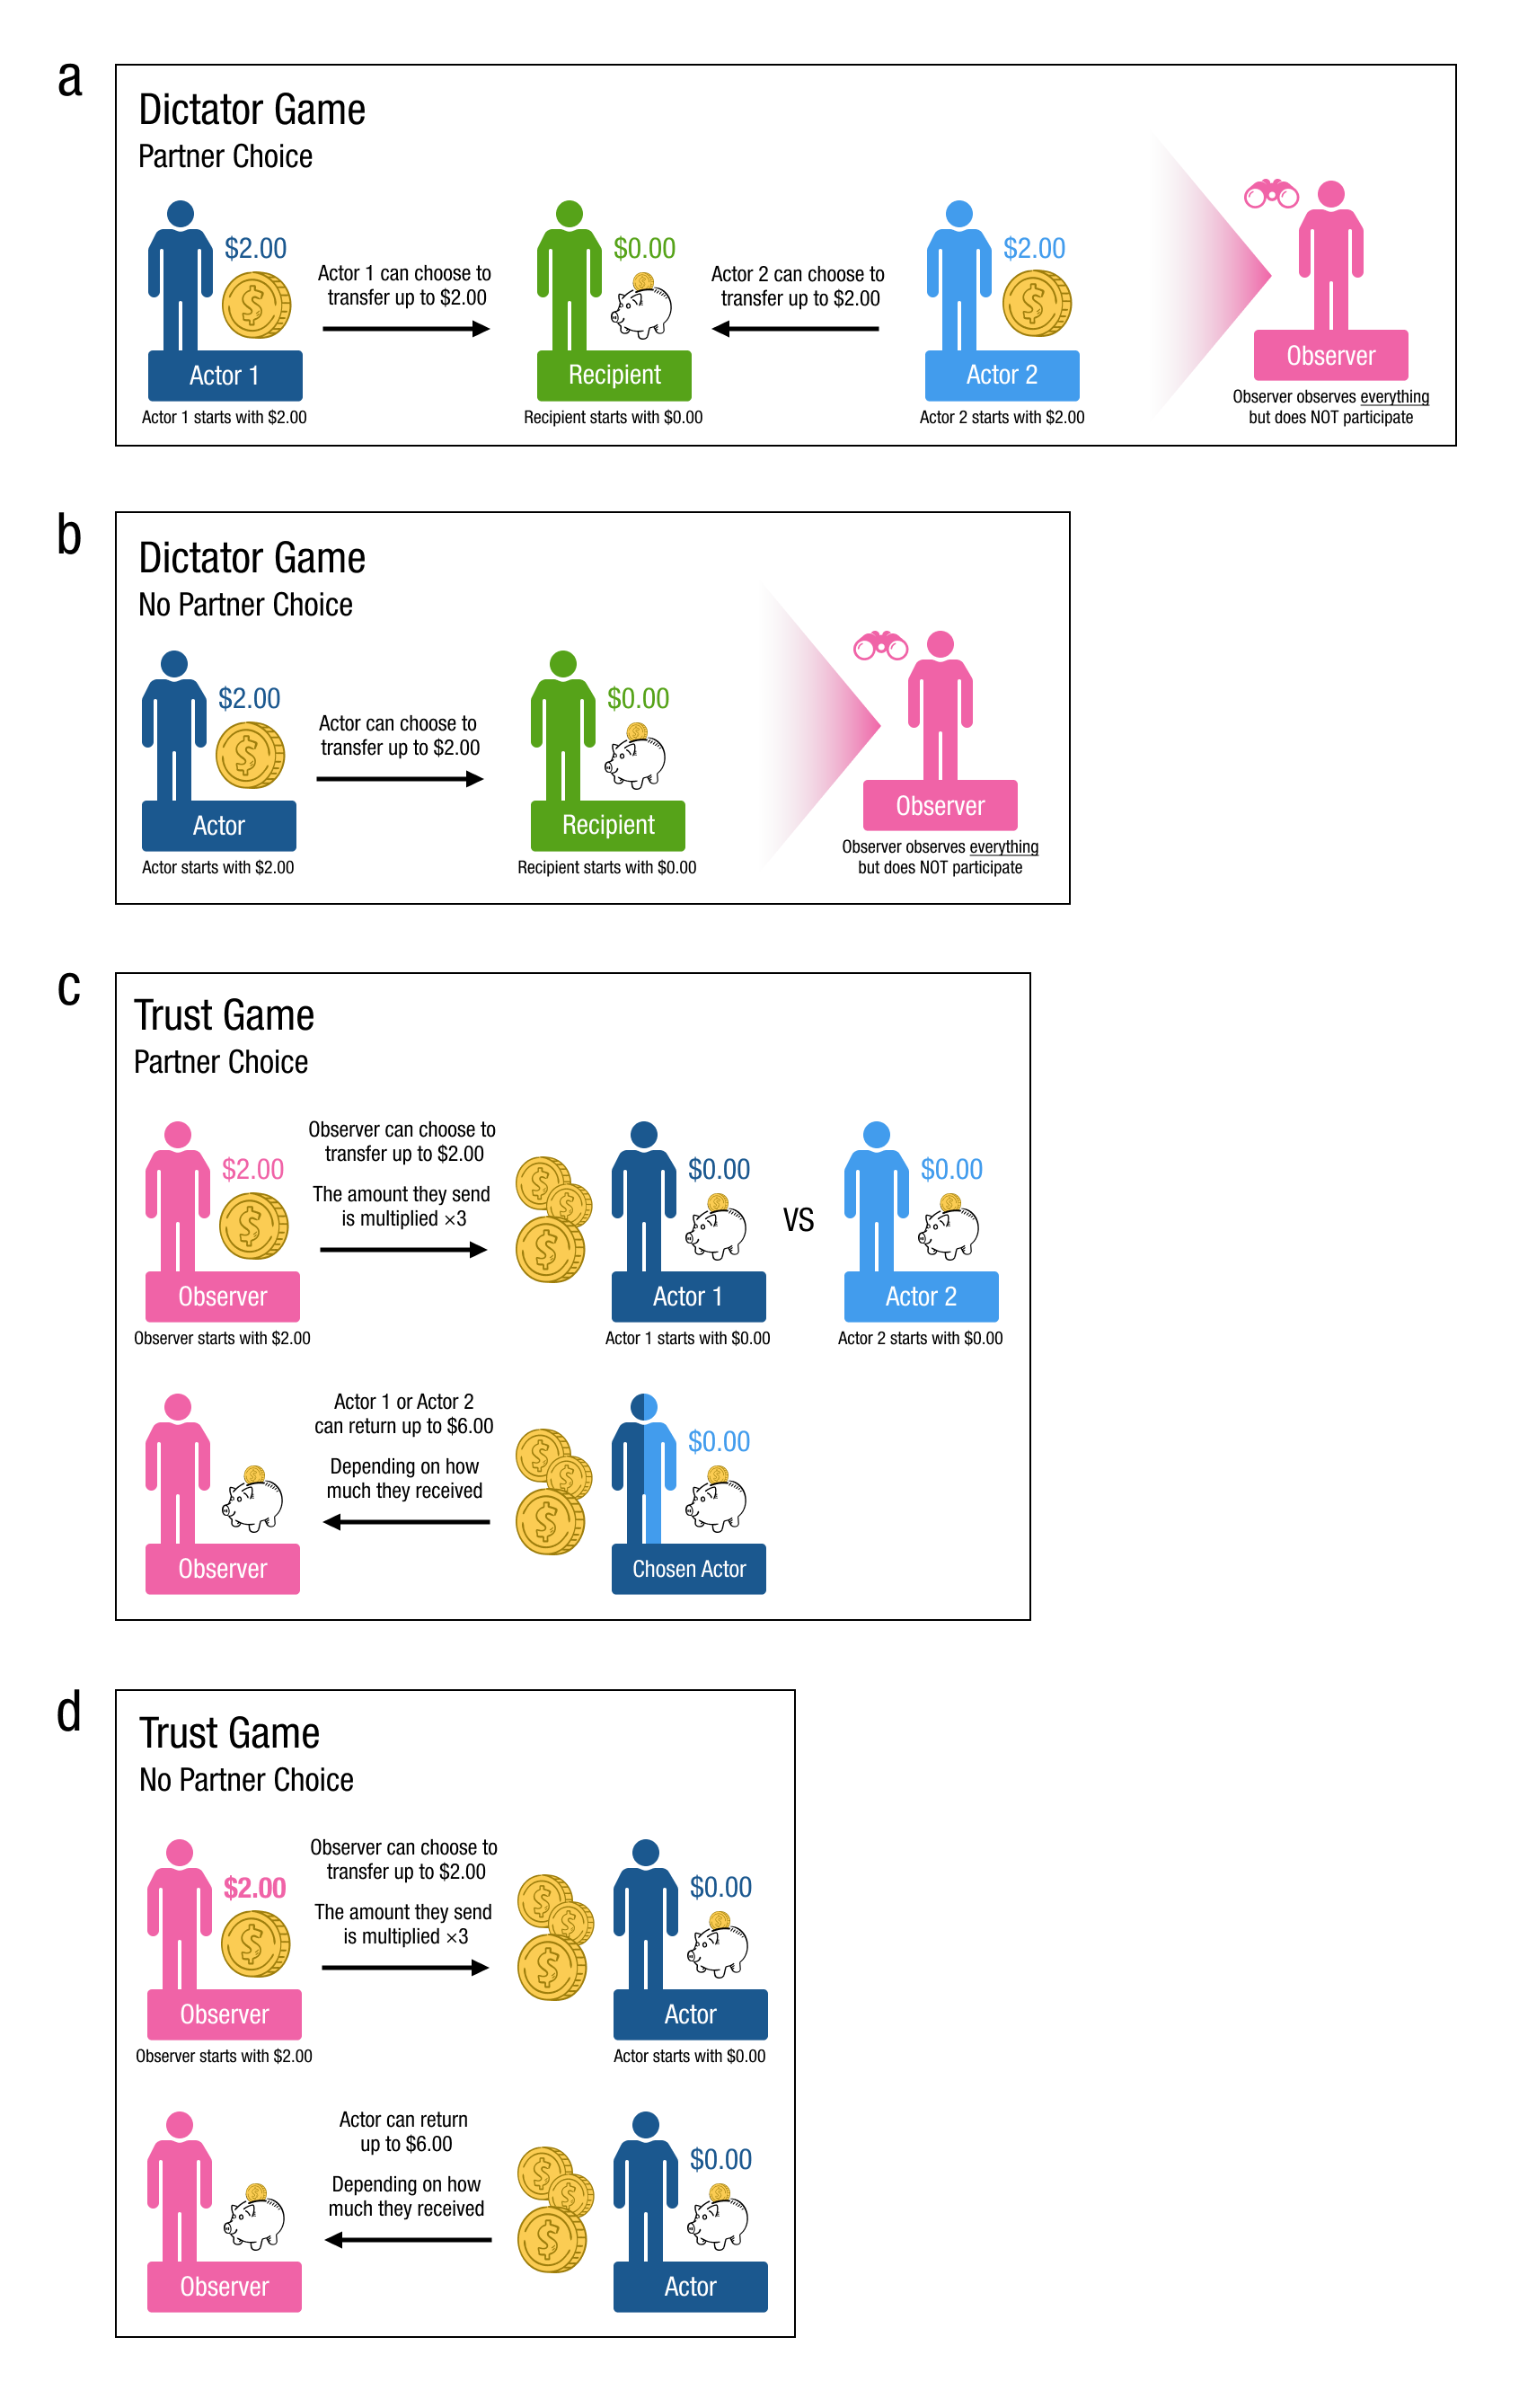 a
Dictator Game
Partner Choice
$2.00
Actor 1 can choose to
transfer up to $2.00
$0.00
Actor 2 can choose to
transfer up to $2.00
$2.00
Actor 1
Recipient
Actor 2
Observer
Actor 1 starts with $2.00
Recipient starts with $0.00
Actor 2 starts with $2.00
Observer observes everything
but does NOT participate
b
Dictator Game
No Partner Choice
$2.00
Actor can choose to
transfer up to $2.00
$0.00
Actor
Recipient
Observer
Actor starts with $2.00
Recipient starts with $0.00
Observer observes everything
but does NOT participate
c
Trust Game
Partner Choice
$2.00
Observer can choose to
transfer up to $2.00
The amount they send
is multiplied ×3
$0.00
VS
$0.00
Observer
Actor 1
Actor 2
Observer starts with $2.00
Actor 1 starts with $0.00
Actor 2 starts with $0.00
Actor 1 or Actor 2
can return up to $6.00
Depending on how
much they received
$0.00
Observer
Chosen Actor
d
Trust Game
No Partner Choice
$2.00
Observer can choose to
transfer up to $2.00
The amount they send
is multiplied ×3
$0.00
Observer
Actor
Observer starts with $2.00
Actor starts with $0.00
Actor can return
up to $6.00
Depending on how
much they received
$0.00
Observer
Actor